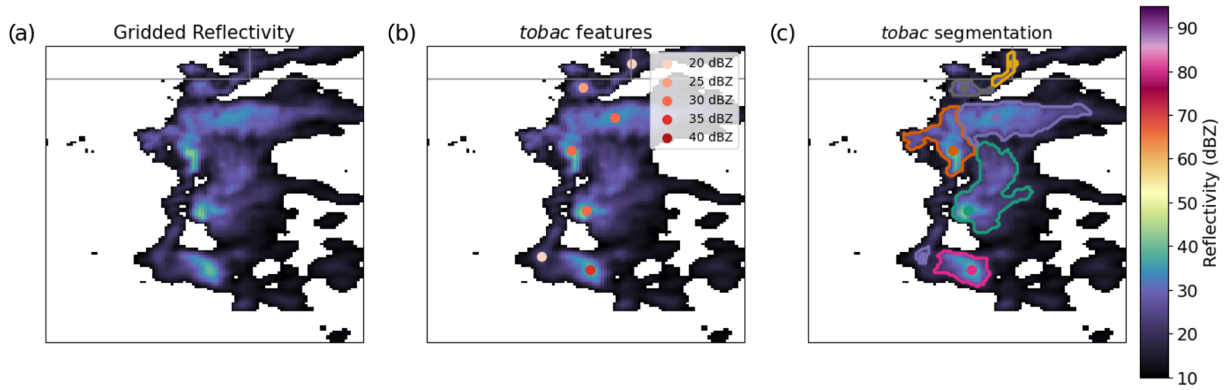 (a) Gridded Reflectivity
(b) tobac features
20 dBZ
25 dBZ
30 dBZ
35 dBZ
40 dBZ
(c) tobac segmentation
90
80
70
60
50
40
30
20
10
Reflectivity (dBZ)